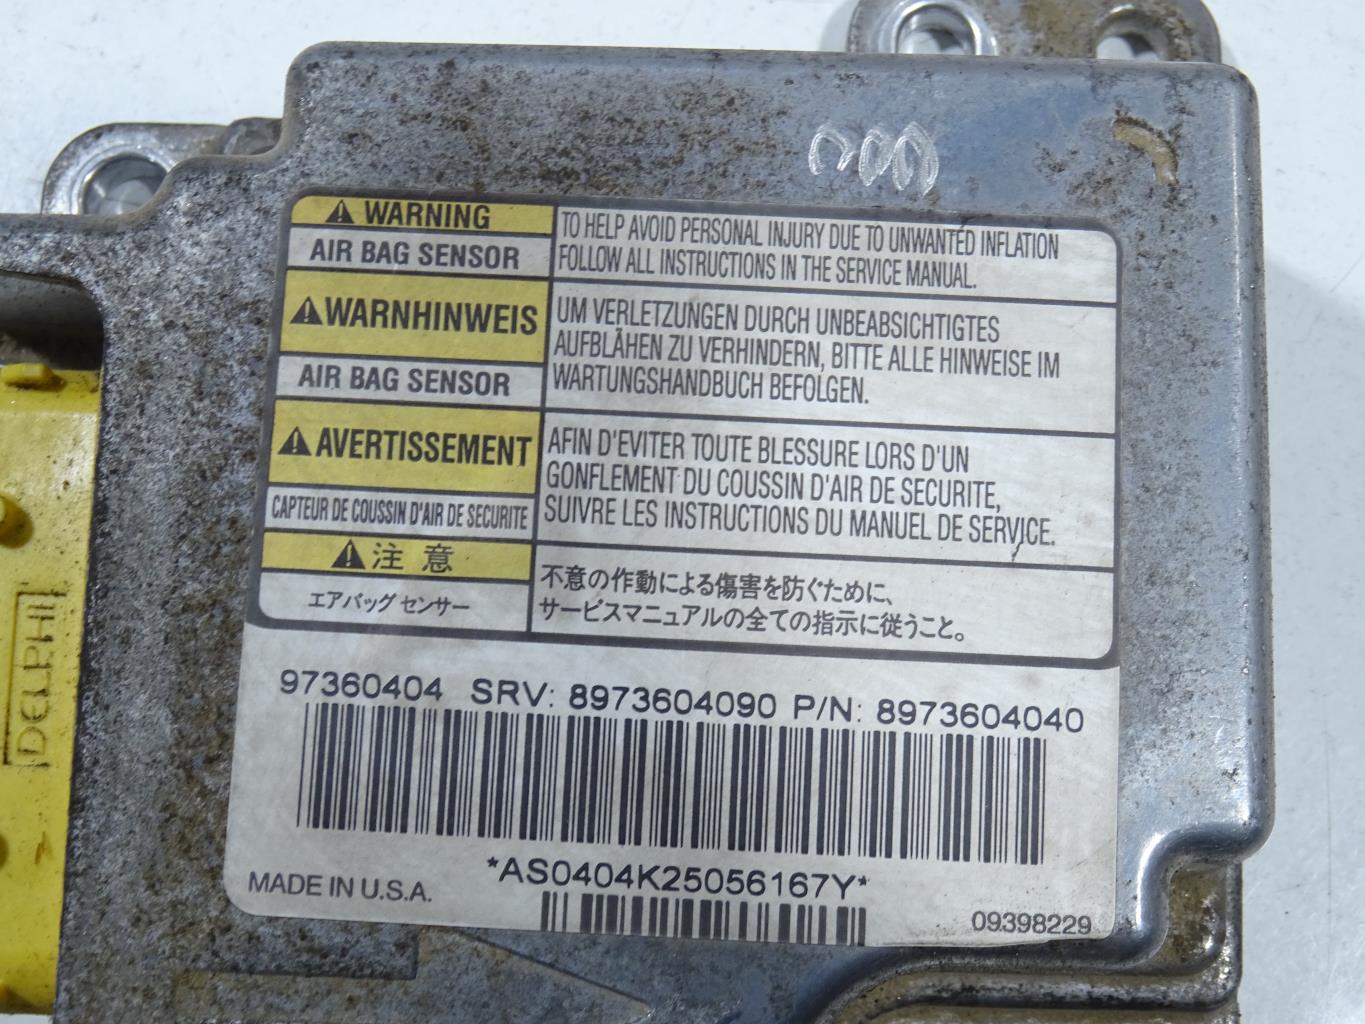 ⚠ WARNING
AIR BAG SENSOR
TO HELP AVOID PERSONAL INJURY DUE TO UNWANTED INFLATION
FOLLOW ALL INSTRUCTIONS IN THE SERVICE MANUAL.
⚠WARNHINWEIS
AIR BAG SENSOR
UM VERLETZUNGEN DURCH UNBEABSICHTIGTES
AUFBLÄHEN ZU VERHINDERN, BITTE ALLE HINWEISE IM
WARTUNGSHANDBUCH BEFOLGEN.
⚠ AVERTISSEMENT
CAPTEUR DE COUSSIN D'AIR DE SECURITE
AFIN D'EVITER TOUTE BLESSURE LORS D'UN
GONFLEMENT DU COUSSIN D'AIR DE SECURITE,
SUIVRE LES INSTRUCTIONS DU MANUEL DE SERVICE.
⚠注 意
エアバッグ センサー
不意の作動による傷害を防ぐために、
サービスマニュアルの全ての指示に従うこと。
97360404 SRV: 8973604090 P/N: 8973604040
*AS0404K25056167Y*
MADE IN U.S.A.
09398229
DELPHI